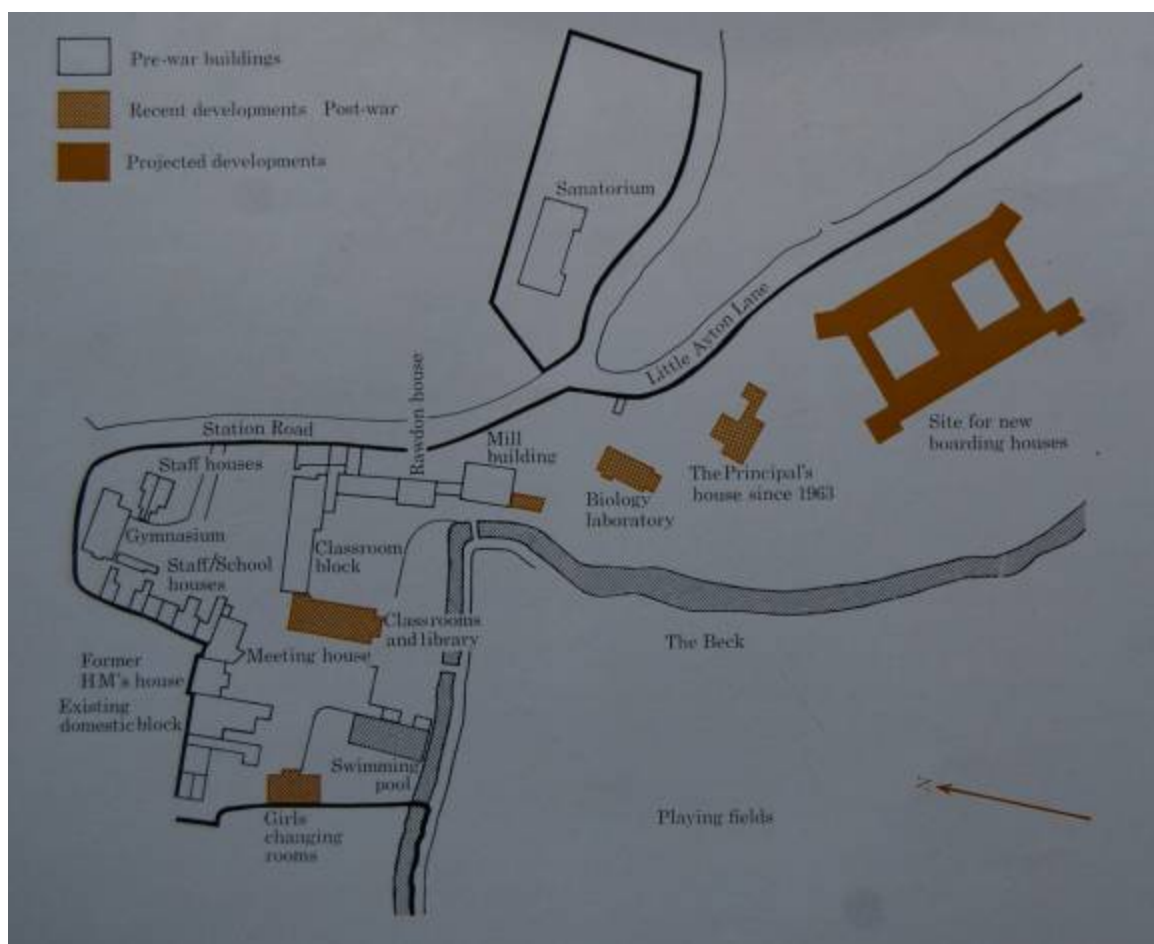 Pre-war buildings
Recent developments Post-war
Projected developments
Sanatorium
Little Ayton Lane
Rawdon house
Station Road
Staff houses
Mill
building
Site for new
boarding houses
The Principal's
house since 1963
Biology
laboratory
Gymnasium
Classroom
block
Staff/School
houses
Classrooms
and library
The Beck
Meeting house
Former
HM's house
Existing
domestic block
Swimming
pool
Girls
changing
rooms
Playing fields
N